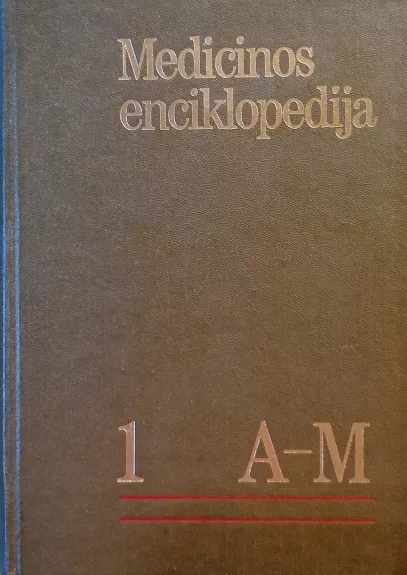 Medicinos
enciklopedija
1 A-M